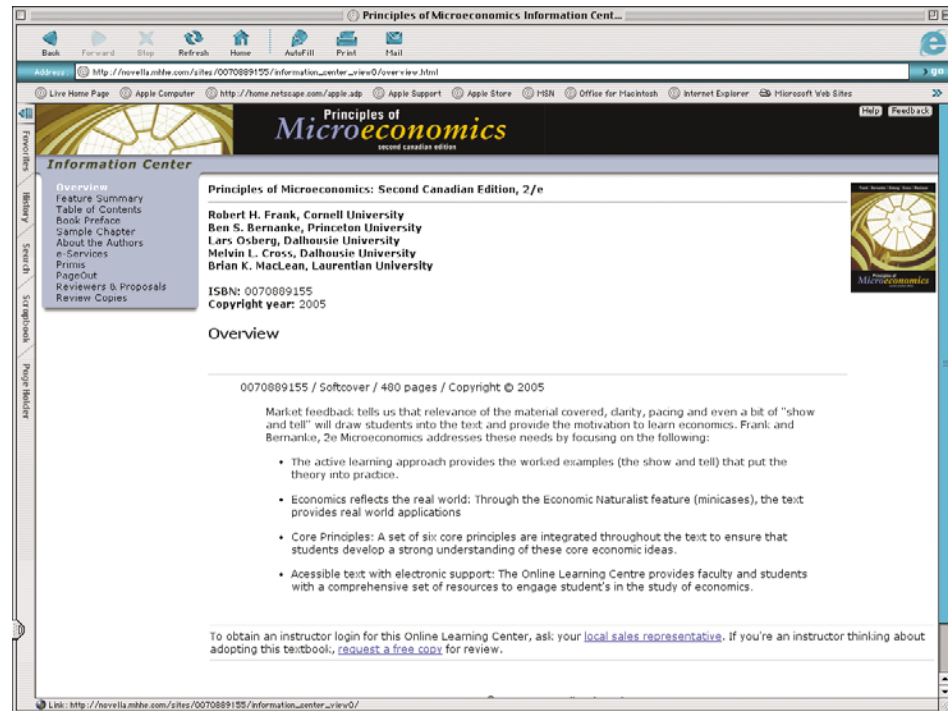 Principles of Microeconomics Information Cent...
Back Forward Stop Refresh Home AutoFill Print Mail
Address: http://novella.mhhe.com/sites/0070889155/information_center_view0/overview.html go
Live Home Page Apple Computer http://home.netscape.com/apple.adp Apple Support Apple Store MSN Office for Macintosh Internet Explorer Microsoft Web Sites
Favorites
History
Search
Scrapbook
Page Holder
Principles of
Microeconomics
second canadian edition
Help Feedback
Information Center
Overview
Feature Summary
Table of Contents
Book Preface
Sample Chapter
About the Authors
e-Services
Primis
PageOut
Reviewers & Proposals
Review Copies
Principles of Microeconomics: Second Canadian Edition, 2/e
Robert H. Frank, Cornell University
Ben S. Bernanke, Princeton University
Lars Osberg, Dalhousie University
Melvin L. Cross, Dalhousie University
Brian K. MacLean, Laurentian University
ISBN: 0070889155
Copyright year: 2005
Principles of
Microeconomics
Overview
0070889155 / Softcover / 480 pages / Copyright © 2005
Market feedback tells us that relevance of the material covered, clarity, pacing and even a bit of "show
and tell" will draw students into the text and provide the motivation to learn economics. Frank and
Bernanke, 2e Microeconomics addresses these needs by focusing on the following:
• The active learning approach provides the worked examples (the show and tell) that put the
theory into practice.
• Economics reflects the real world: Through the Economic Naturalist feature (minicases), the text
provides real world applications
• Core Principles: A set of six core principles are integrated throughout the text to ensure that
students develop a strong understanding of these core economic ideas.
• Acessible text with electronic support: The Online Learning Centre provides faculty and students
with a comprehensive set of resources to engage student's in the study of economics.
To obtain an instructor login for this Online Learning Center, ask your local sales representative. If you're an instructor thinking about
adopting this textbook, request a free copy for review.
Link: http://novella.mhhe.com/sites/0070889155/information_center_view0/